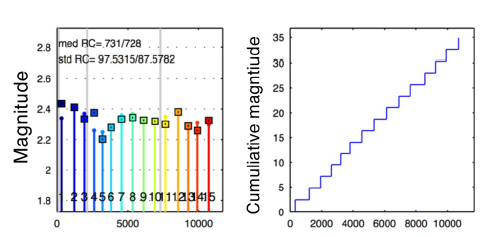 med RC= 731/728
std RC= 97.5315/87.5782
Magnitude
2.8
2.6
2.4
2.2
2
1.8
1 2 3 4 5 6 7 8 9 10 11 12 13 14 15
0 5000 10000
Cumuliative magntiude
35
30
25
20
15
10
5
0
0 2000 4000 6000 8000 10000